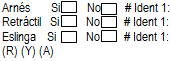 Arnés Si No # Ident 1:
Retráctil Si No # Ident 1:
Eslinga Si No # Ident 1:
(R) (Y) (A)